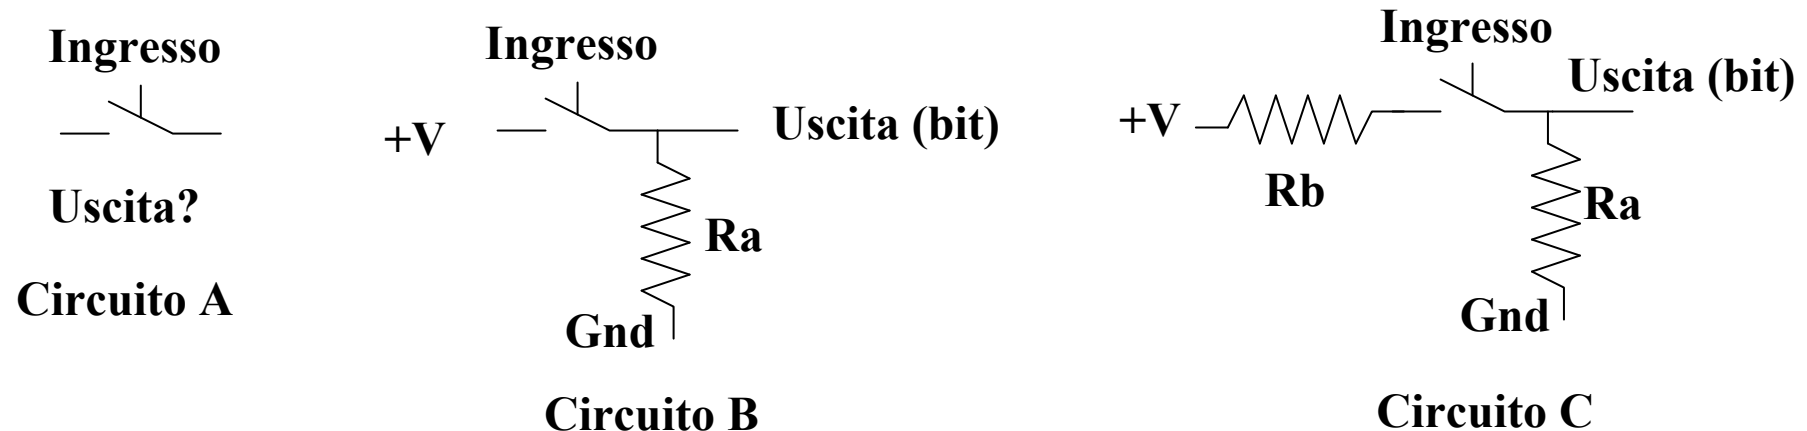 Ingresso
Uscita?
Circuito A
Ingresso
+V
Uscita (bit)
Ra
Gnd
Circuito B
Ingresso
Uscita (bit)
+V
Rb
Ra
Gnd
Circuito C